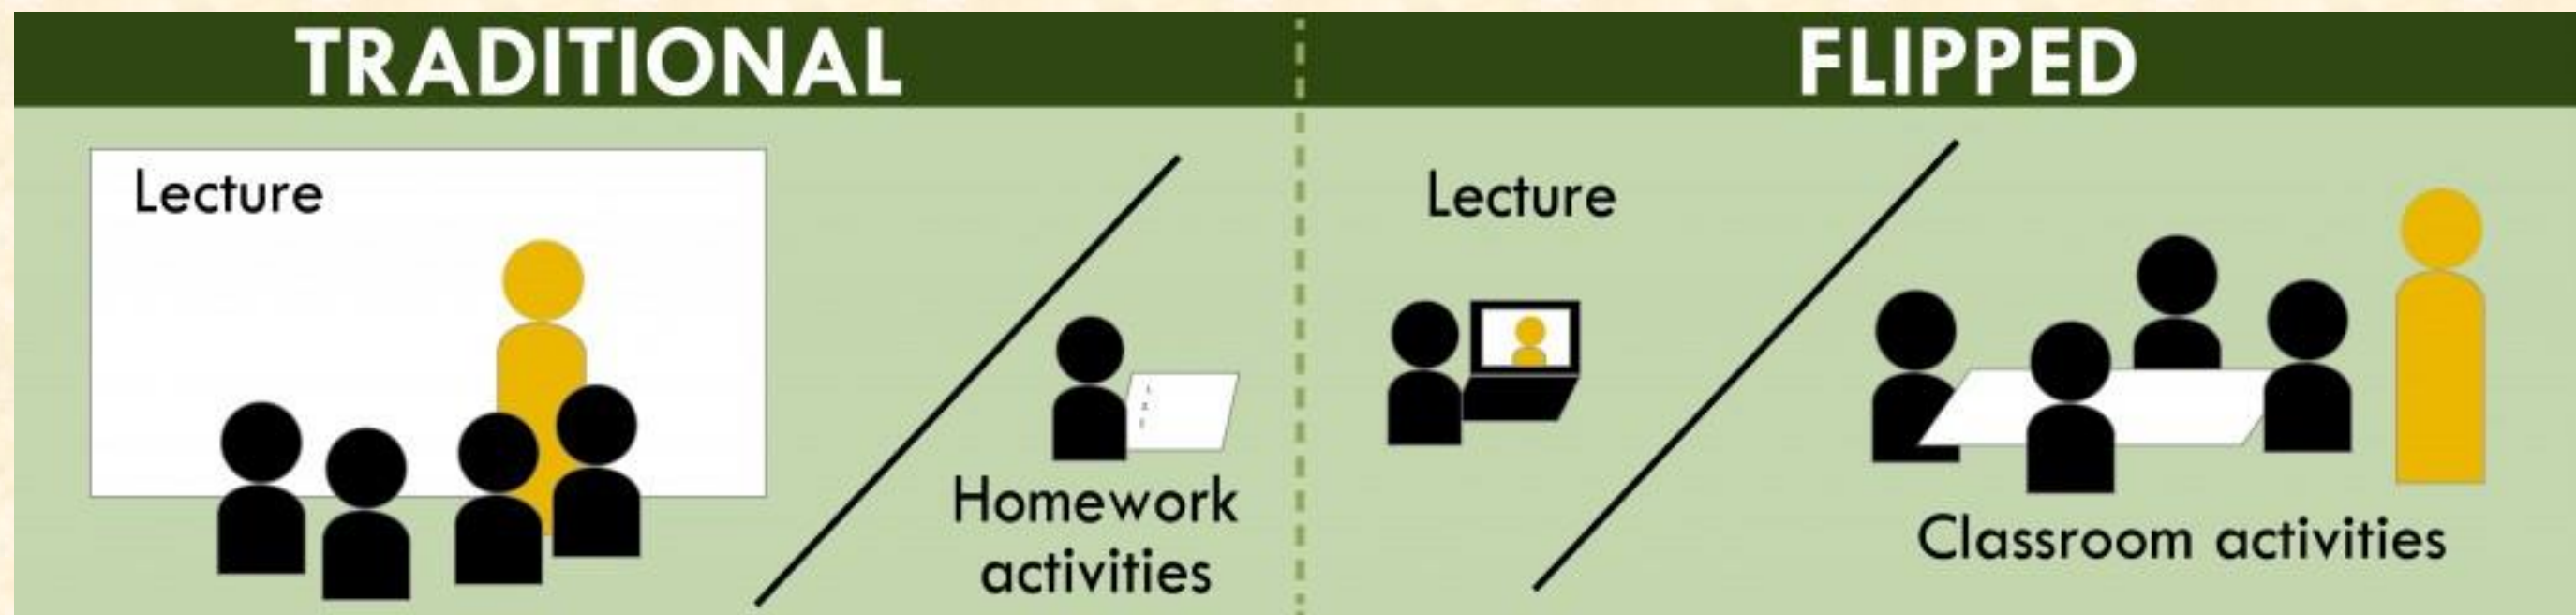 TRADITIONAL
Lecture
Homework
activities
FLIPPED
Lecture
Classroom activities